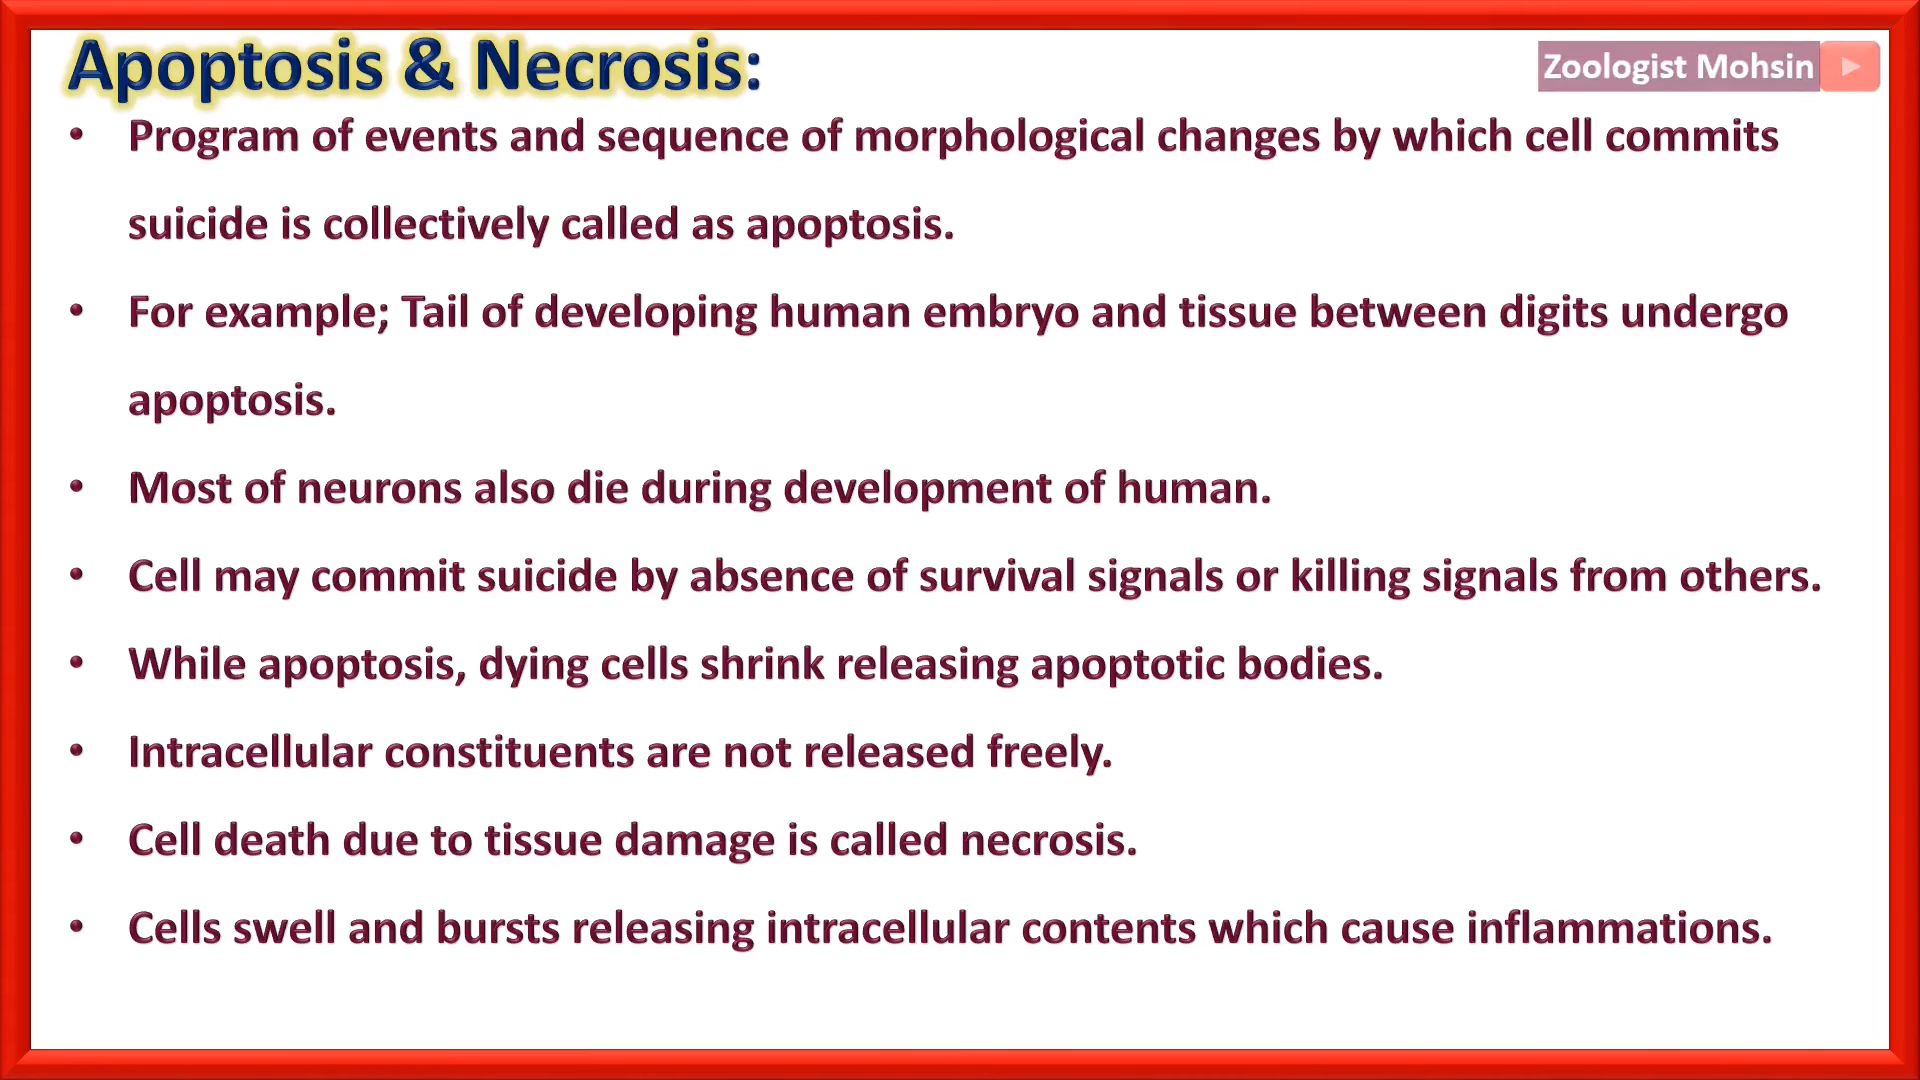 Apoptosis & Necrosis:
Zoologist Mohsin
• Program of events and sequence of morphological changes by which cell commits
suicide is collectively called as apoptosis.
• For example; Tail of developing human embryo and tissue between digits undergo
apoptosis.
• Most of neurons also die during development of human.
• Cell may commit suicide by absence of survival signals or killing signals from others.
• While apoptosis, dying cells shrink releasing apoptotic bodies.
• Intracellular constituents are not released freely.
• Cell death due to tissue damage is called necrosis.
• Cells swell and bursts releasing intracellular contents which cause inflammations.